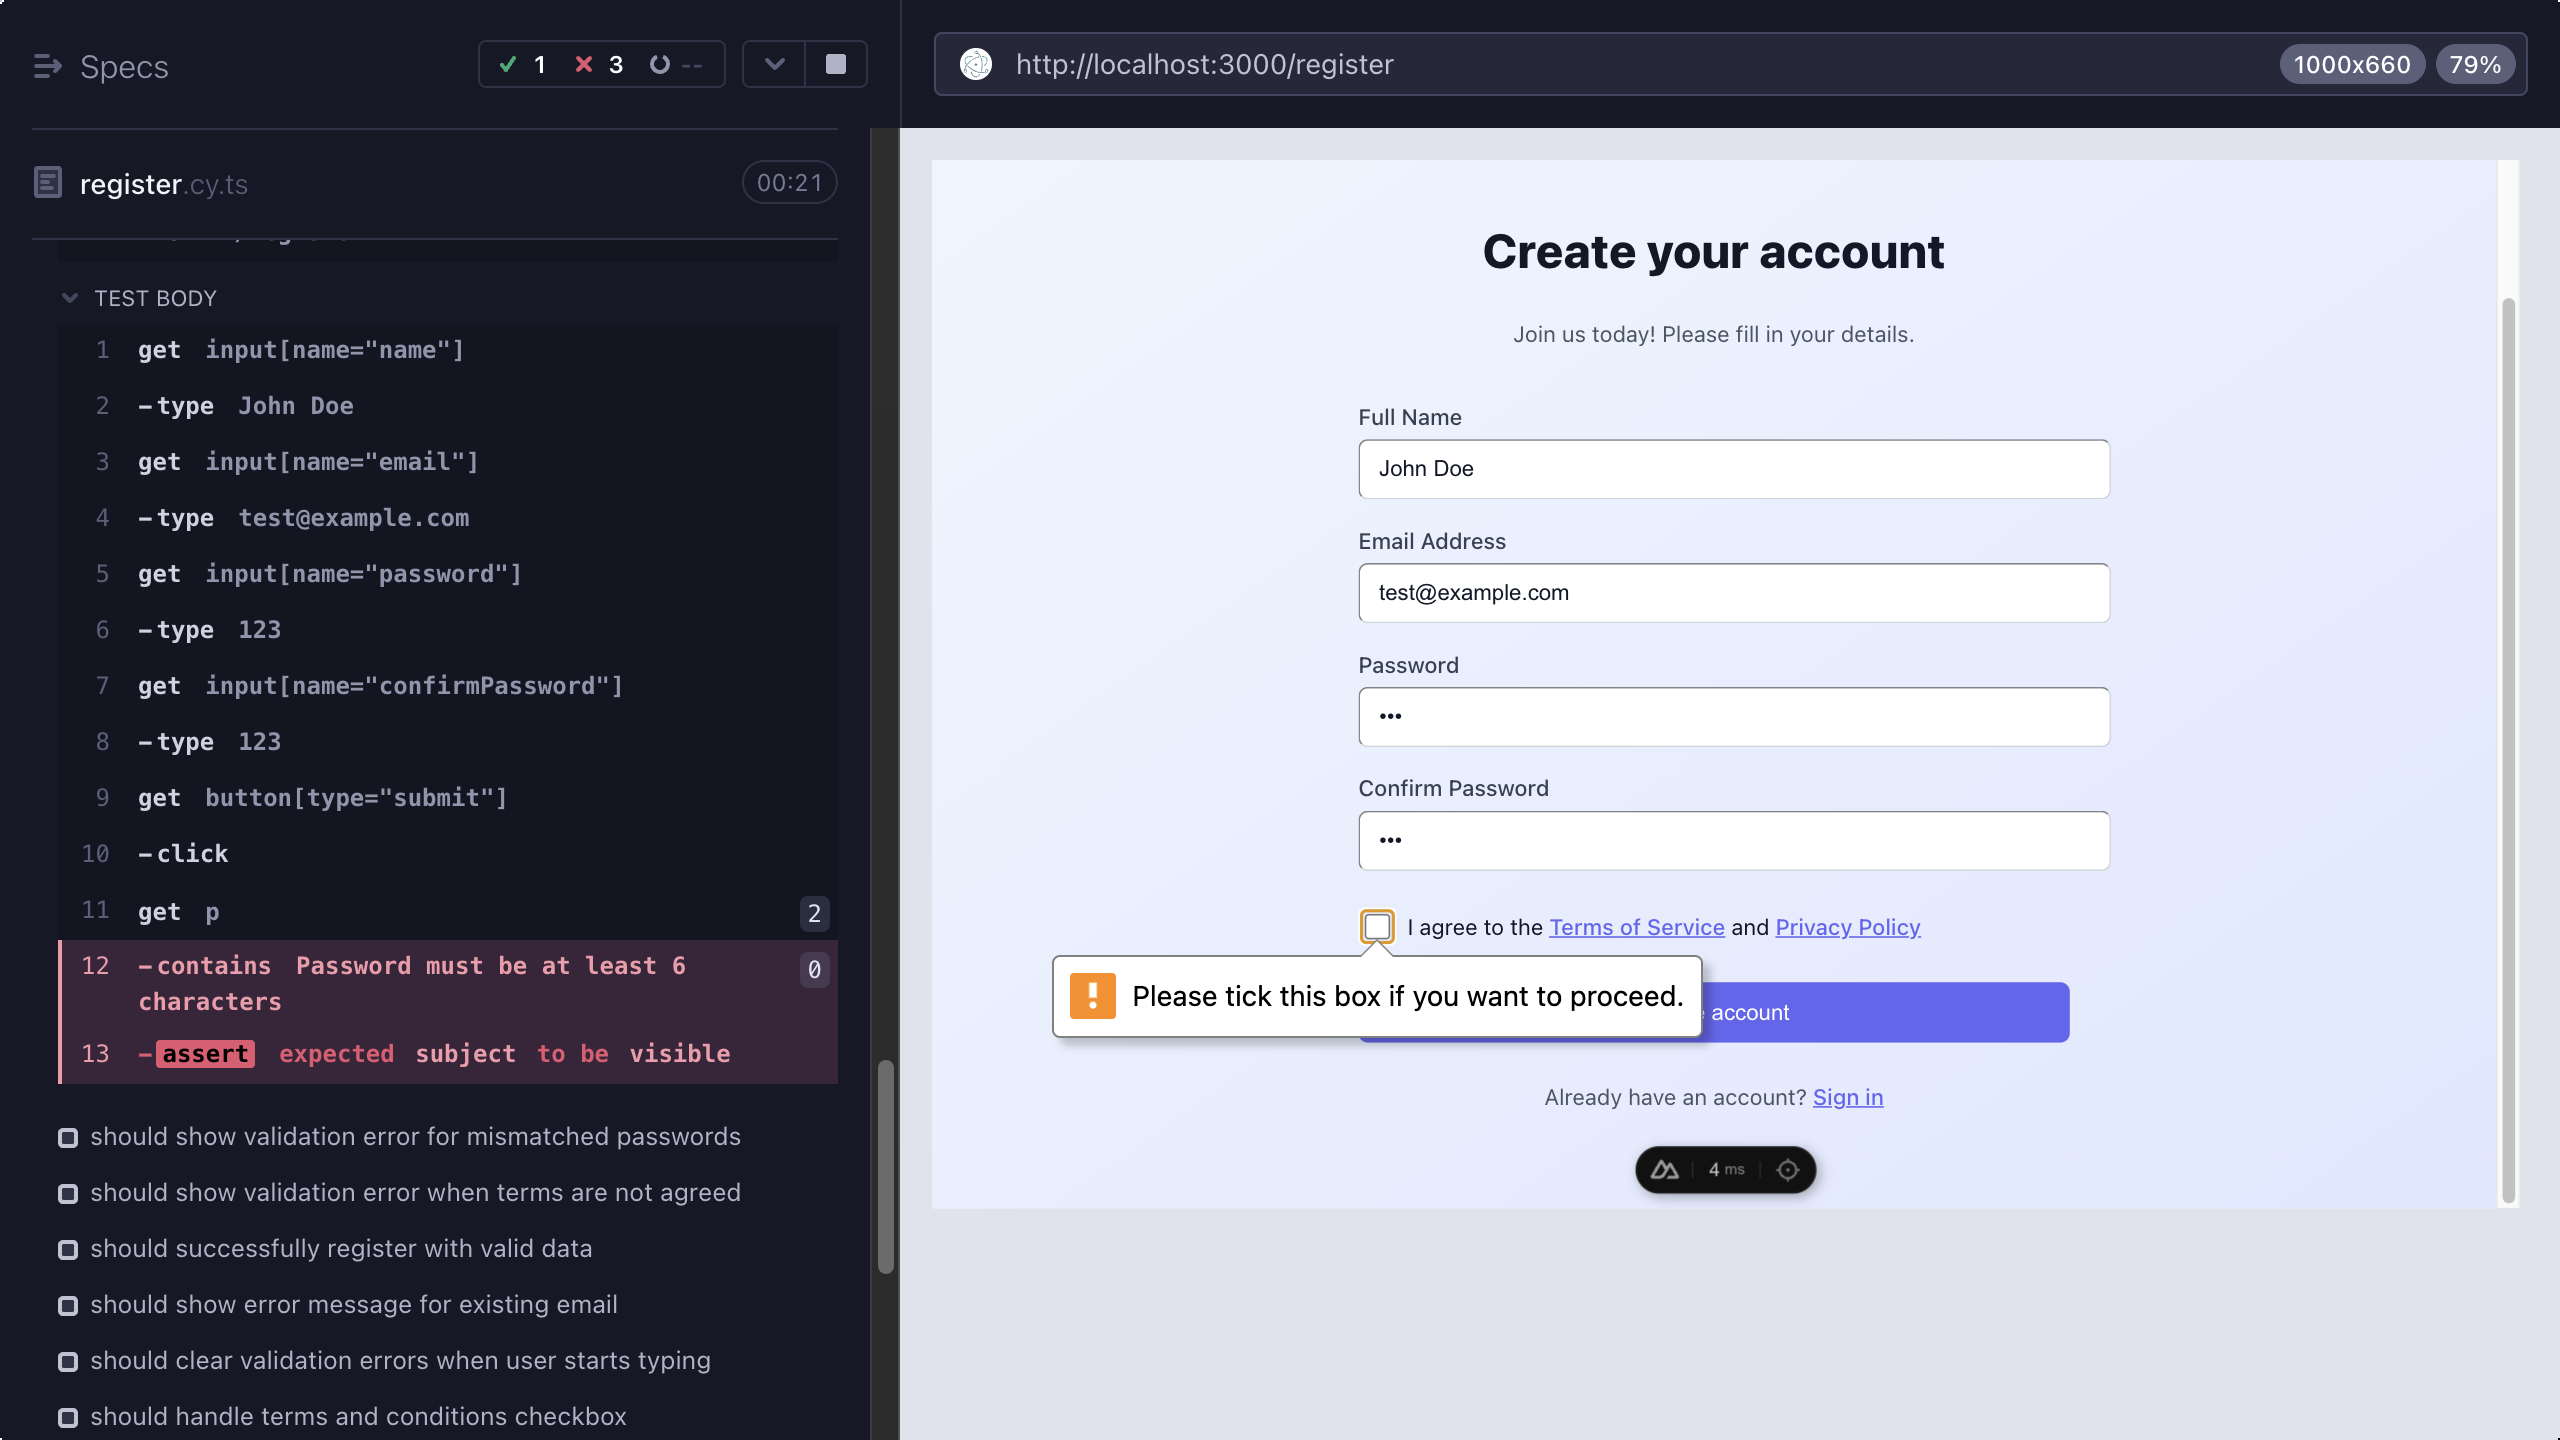 Specs
1
3
--
http://localhost:3000/register
1000x660
79%
register.cy.ts
00:21
TEST BODY
1 get input[name="name"]
2 -type John Doe
3 get input[name="email"]
4 -type test@example.com
5 get input[name="password"]
6 -type 123
7 get input[name="confirmPassword"]
8 -type 123
9 get button[type="submit"]
10 -click
11 get p 2
12 -contains Password must be at least 6 0
characters
13 -assert expected subject to be visible
should show validation error for mismatched passwords
should show validation error when terms are not agreed
should successfully register with valid data
should show error message for existing email
should clear validation errors when user starts typing
should handle terms and conditions checkbox
Create your account
Join us today! Please fill in your details.
Full Name
John Doe
Email Address
test@example.com
Password
•••
Confirm Password
•••
I agree to the Terms of Service and Privacy Policy
Please tick this box if you want to proceed.
account
Already have an account? Sign in
4 ms